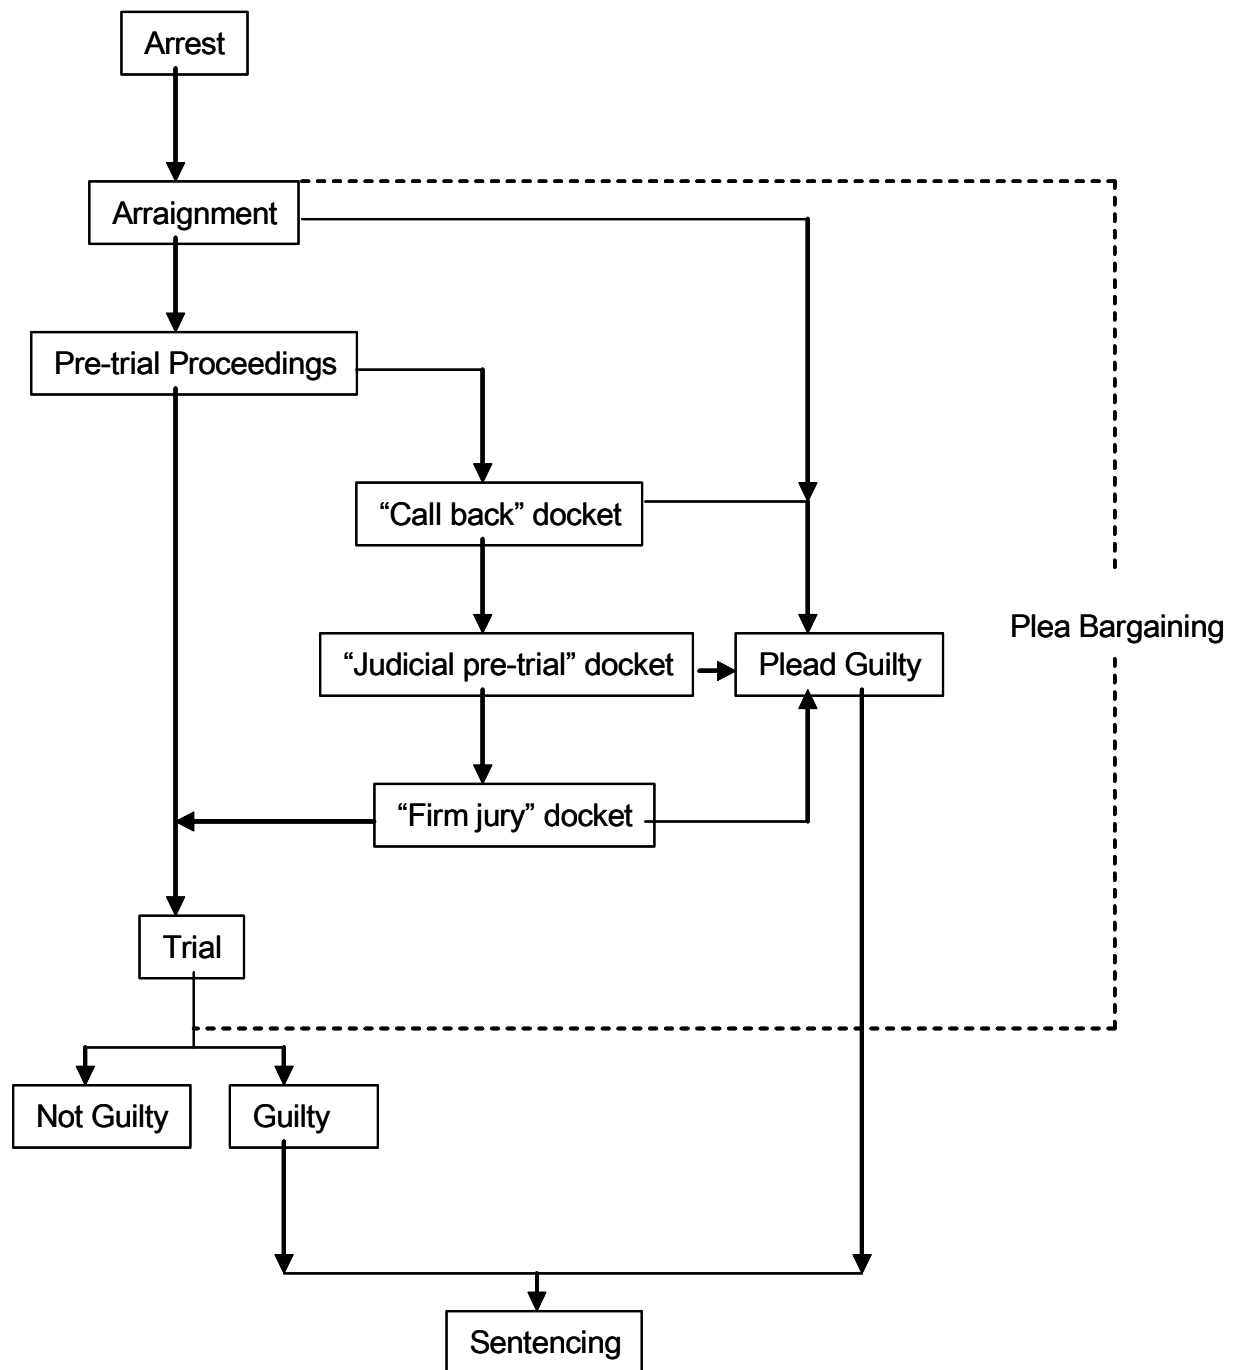 Arrest
Arraignment
Pre-trial Proceedings
“Call back” docket
Plea Bargaining
“Judicial pre-trial” docket
Plead Guilty
“Firm jury” docket
Trial
Not Guilty
Guilty
Sentencing